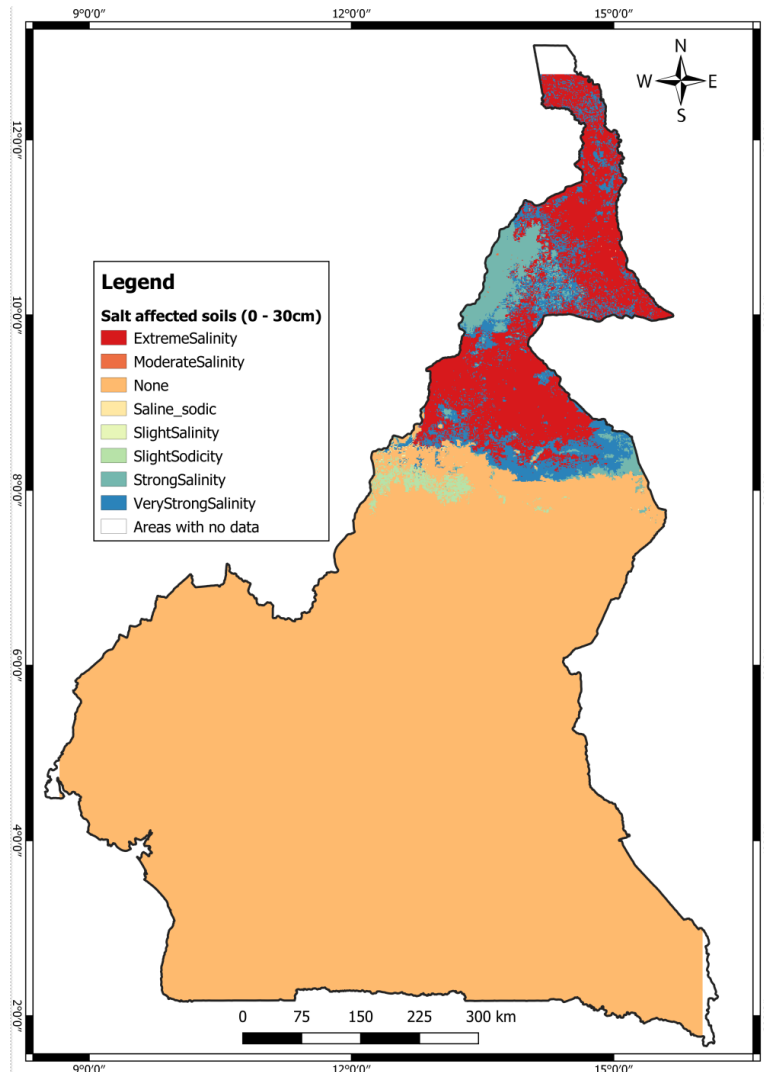 9°0'0" 12°0'0" 15°0'0"
N
W E
S
12°0'0"
10°0'0"
8°0'0"
6°0'0"
4°0'0"
2°0'0"
Legend
Salt affected soils (0 - 30cm)
ExtremeSalinity
ModerateSalinity
None
Saline_sodic
SlightSalinity
SlightSodicity
StrongSalinity
VeryStrongSalinity
Areas with no data
0 75 150 225 300 km
9°0'0" 12°0'0" 15°0'0"